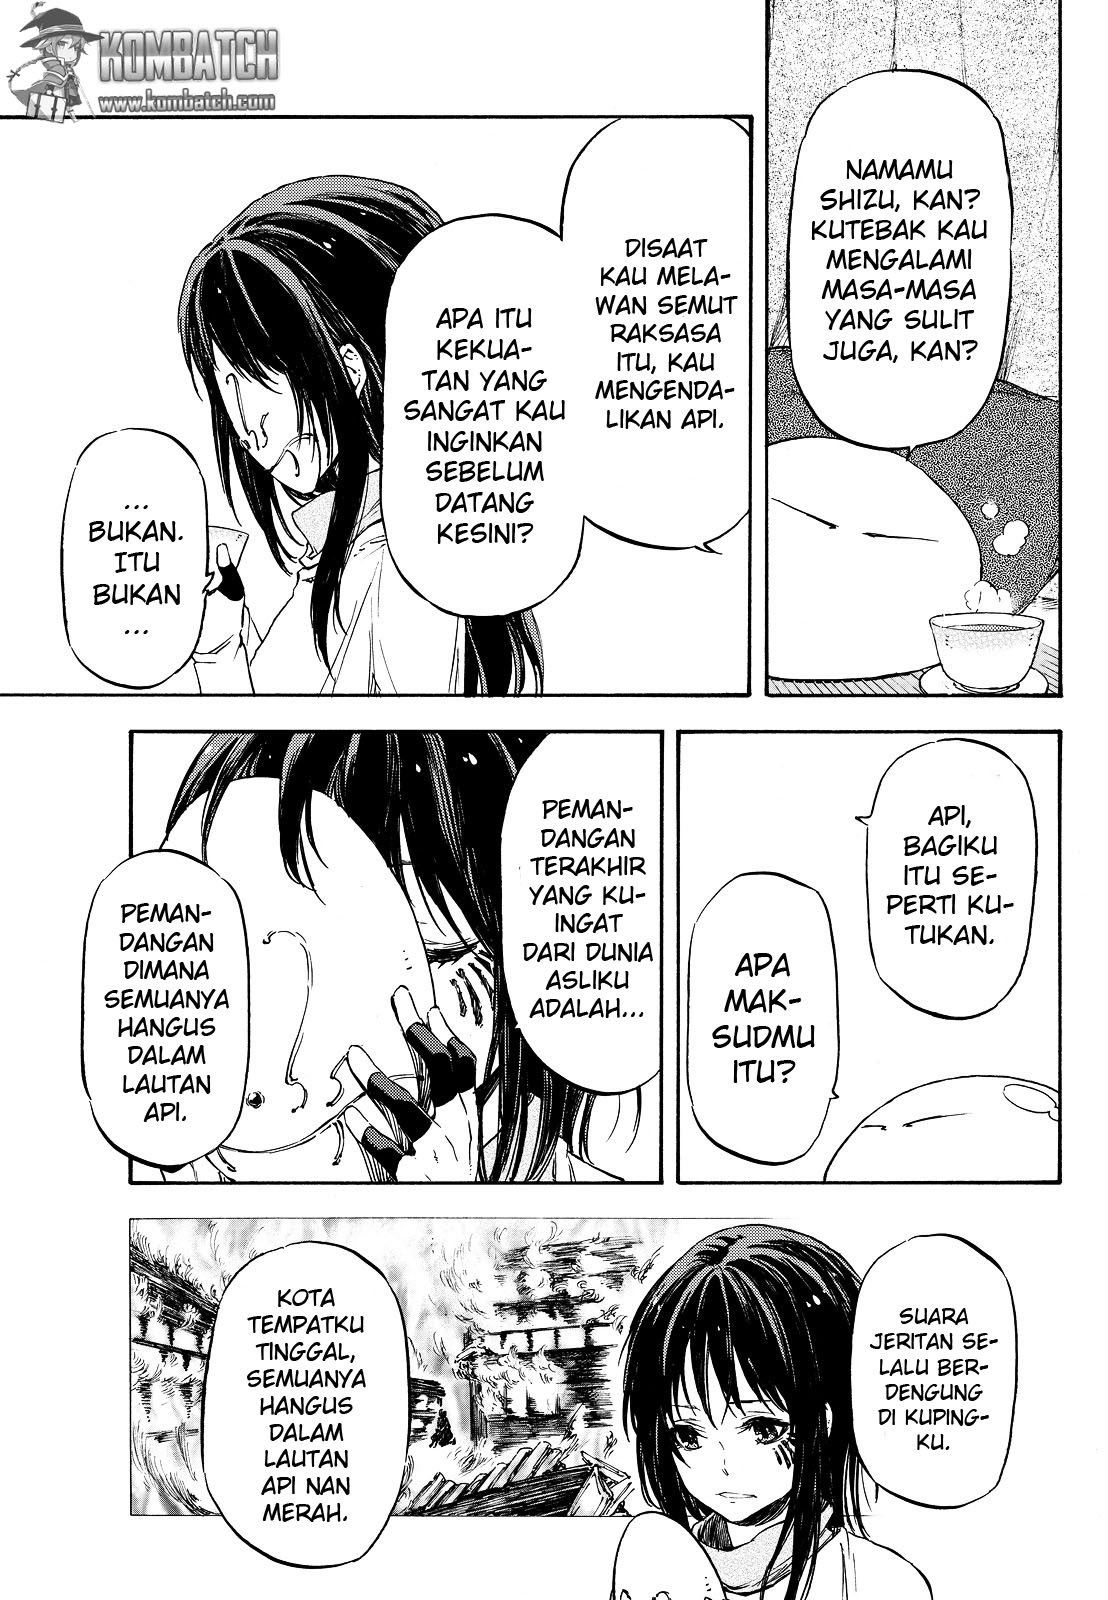 KOMBATCH
www.kombatch.com
NAMAMU
SHIZU, KAN?
KUTEBAK KAU
MENGALAMI
MASA-MASA
YANG SULIT
JUGA, KAN?
DISAAT
KAU MELA-
WAN SEMUT
RAKSASA
ITU, KAU
MENGENDA-
LIKAN API.
APA ITU
KEKUA-
TAN YANG
SANGAT KAU
INGINKAN
SEBELUM
DATANG
KESINI?
...
BUKAN.
ITU
BUKAN
...
API,
BAGIKU
ITU SE-
PERTI KU-
TUKAN.
APA
MAK-
SUDMU
ITU?
PEMAN-
DANGAN
TERAKHIR
YANG KU-
INGAT
DARI DUNIA
ASLIKU
ADALAH...
PEMAN-
DANGAN
DIMANA
SEMUANYA
HANGUS
DALAM
LAUTAN
API.
SUARA
JERITAN SE-
LALU BER-
DENGUNG
DI KUPING-
KU.
KOTA
TEMPATKU
TINGGAL,
SEMUANYA
HANGUS
DALAM
LAUTAN
API NAN
MERAH.